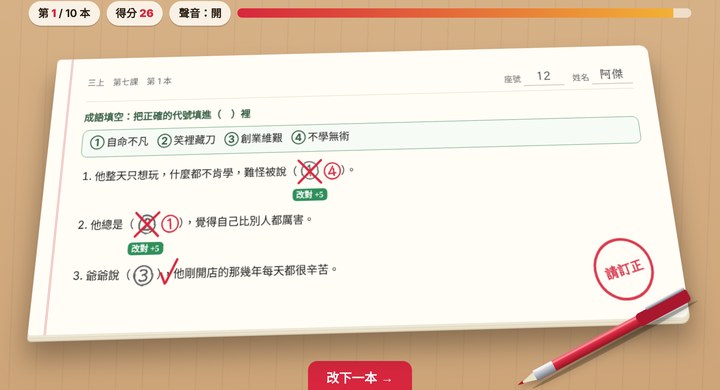 第 1 / 10 本 得分 26 聲音：開
三上 第七課 第 1 本 座號 12 姓名 阿傑
成語填空：把正確的代號填進（ ）裡
① 自命不凡 ② 笑裡藏刀 ③ 創業維艱 ④ 不學無術
1. 他整天只想玩，什麼都不肯學，難怪被說（ ④ ）。
改對 +5
2. 他總是（ ② ① ），覺得自己比別人都厲害。
改對 +5
3. 爺爺說（ ③ ），他剛開店的那幾年每天都很辛苦。
請訂正
改下一本 →